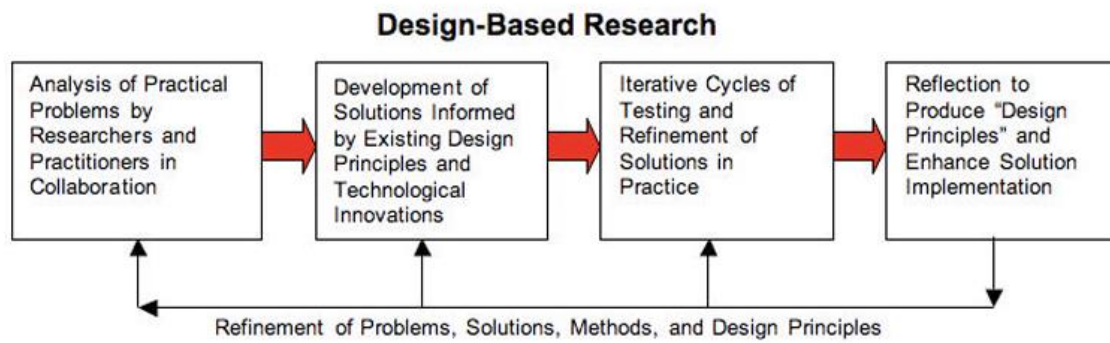 Design-Based Research
Analysis of Practical
Problems by
Researchers and
Practitioners in
Collaboration
Development of
Solutions Informed
by Existing Design
Principles and
Technological
Innovations
Iterative Cycles of
Testing and
Refinement of
Solutions in
Practice
Reflection to
Produce “Design
Principles” and
Enhance Solution
Implementation
Refinement of Problems, Solutions, Methods, and Design Principles